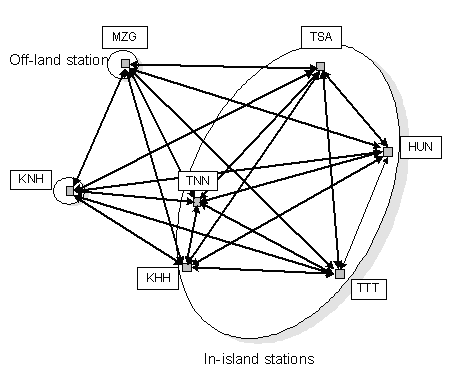 MZG
TSA
Off-land station
HUN
KNH
TNN
KHH
TTT
In-island stations